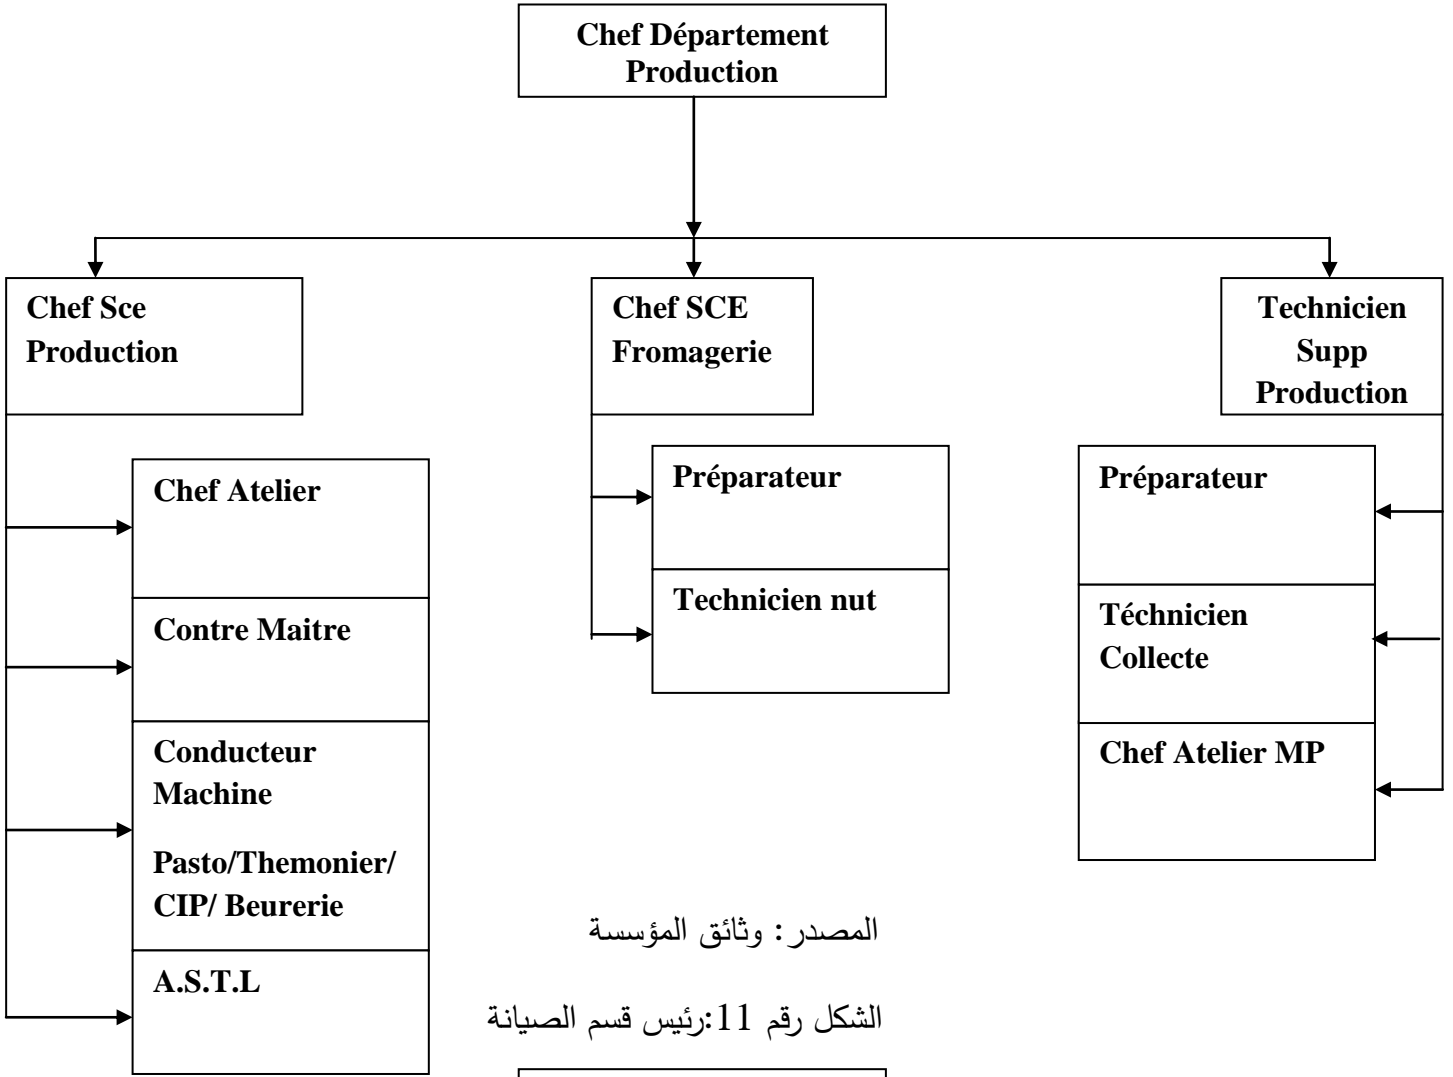 Chef Département
Production
Chef Sce
Production
Chef Atelier
Contre Maitre
Conducteur
Machine
Pasto/Themonier/
CIP/ Beurerie
A.S.T.L
Chef SCE
Fromagerie
Préparateur
Technicien nut
Technicien
Supp
Production
Préparateur
Téchnicien
Collecte
Chef Atelier MP
المصدر: وثائق المؤسسة
الشكل رقم 11:رئيس قسم الصيانة